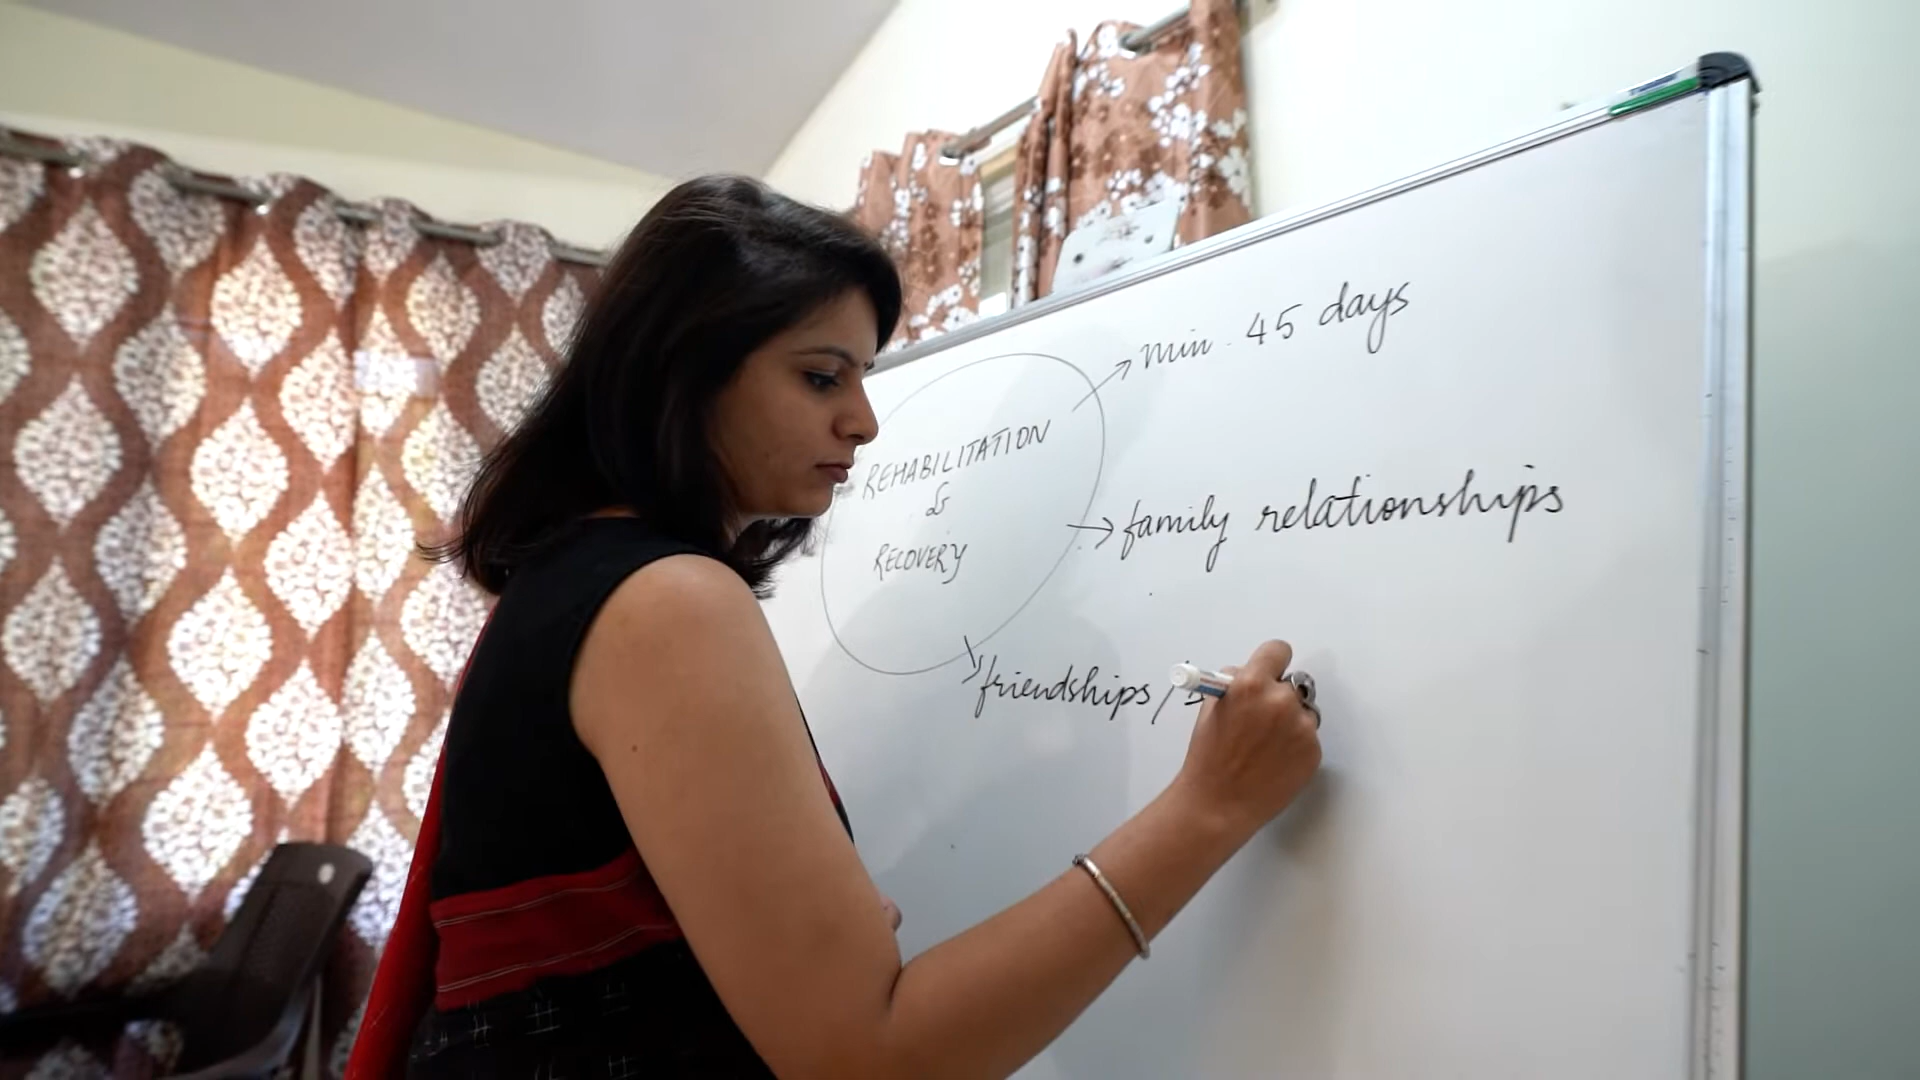 min. 45 days
REHABILITATION
&
RECOVERY
family relationships
friendships /